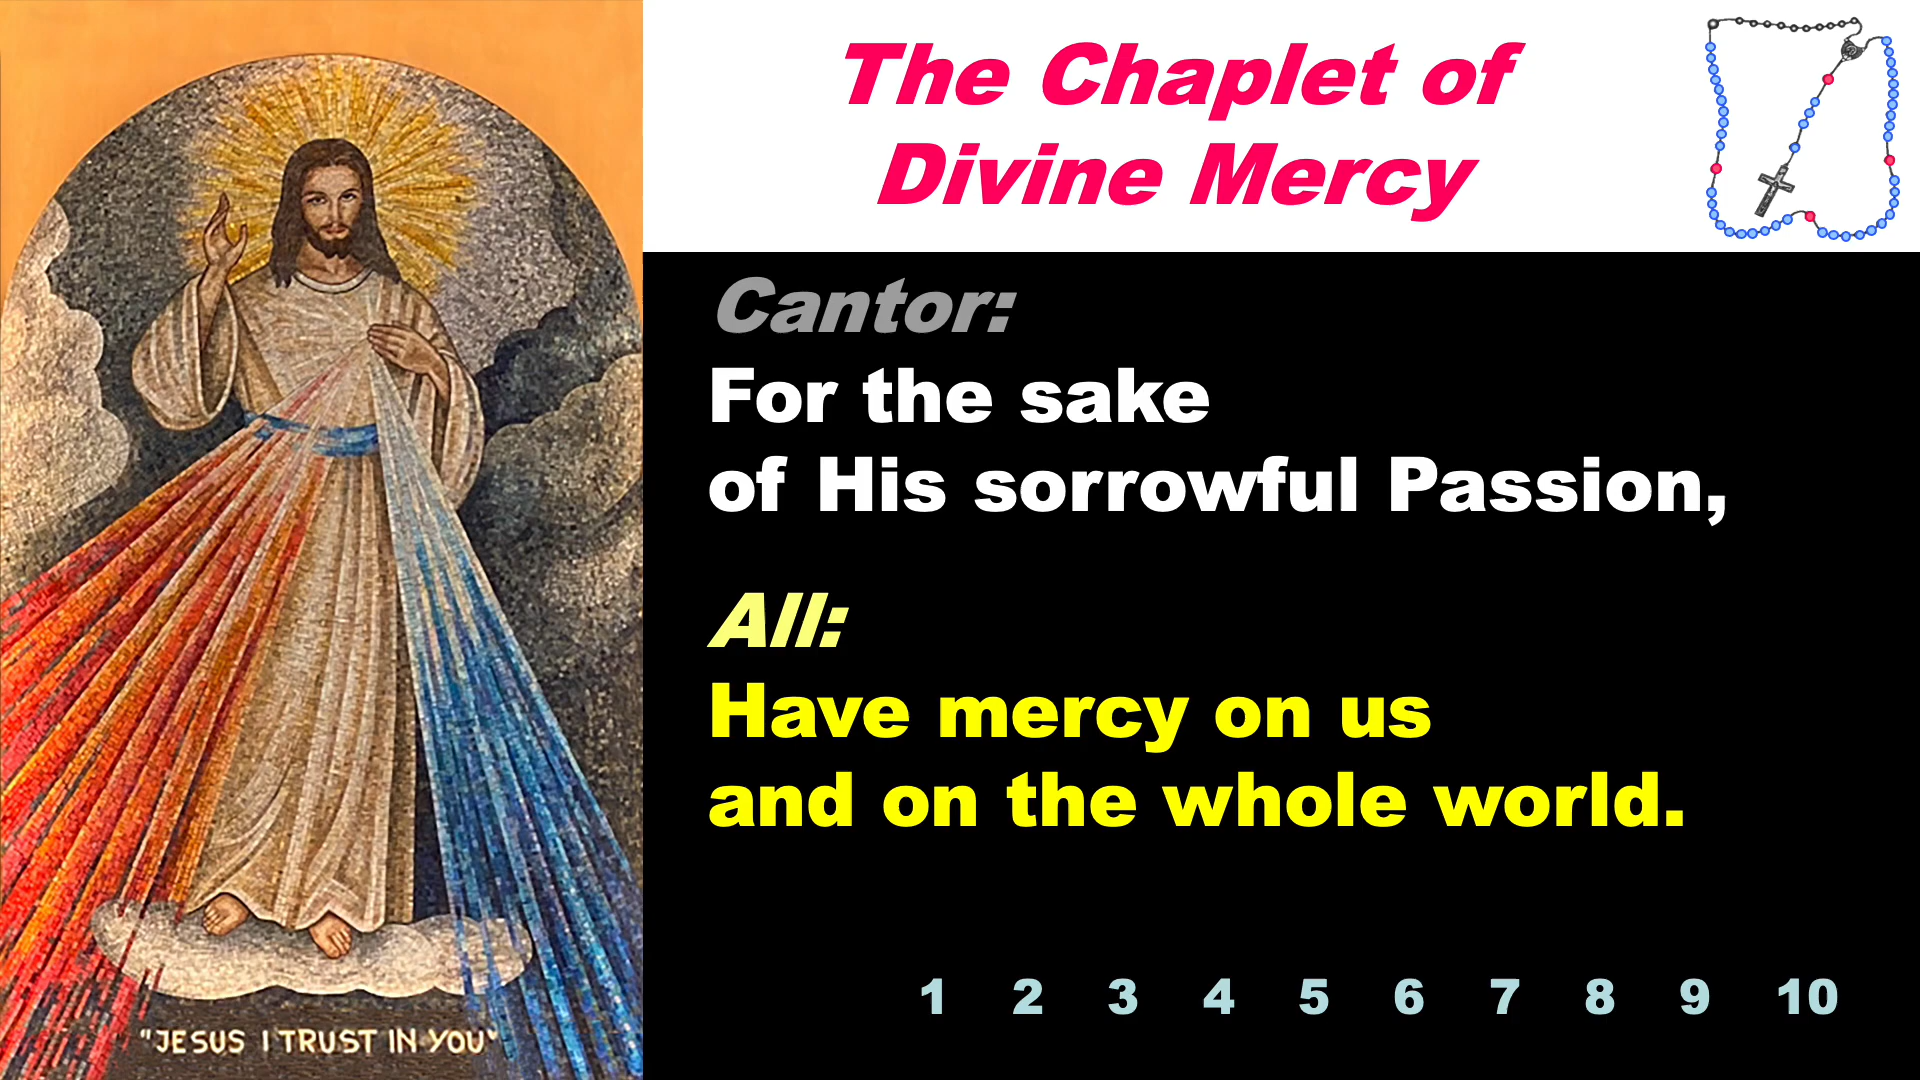 The Chaplet of
Divine Mercy
Cantor:
For the sake
of His sorrowful Passion,
All:
Have mercy on us
and on the whole world.
1 2 3 4 5 6 7 8 9 10
"JESUS I TRUST IN YOU"